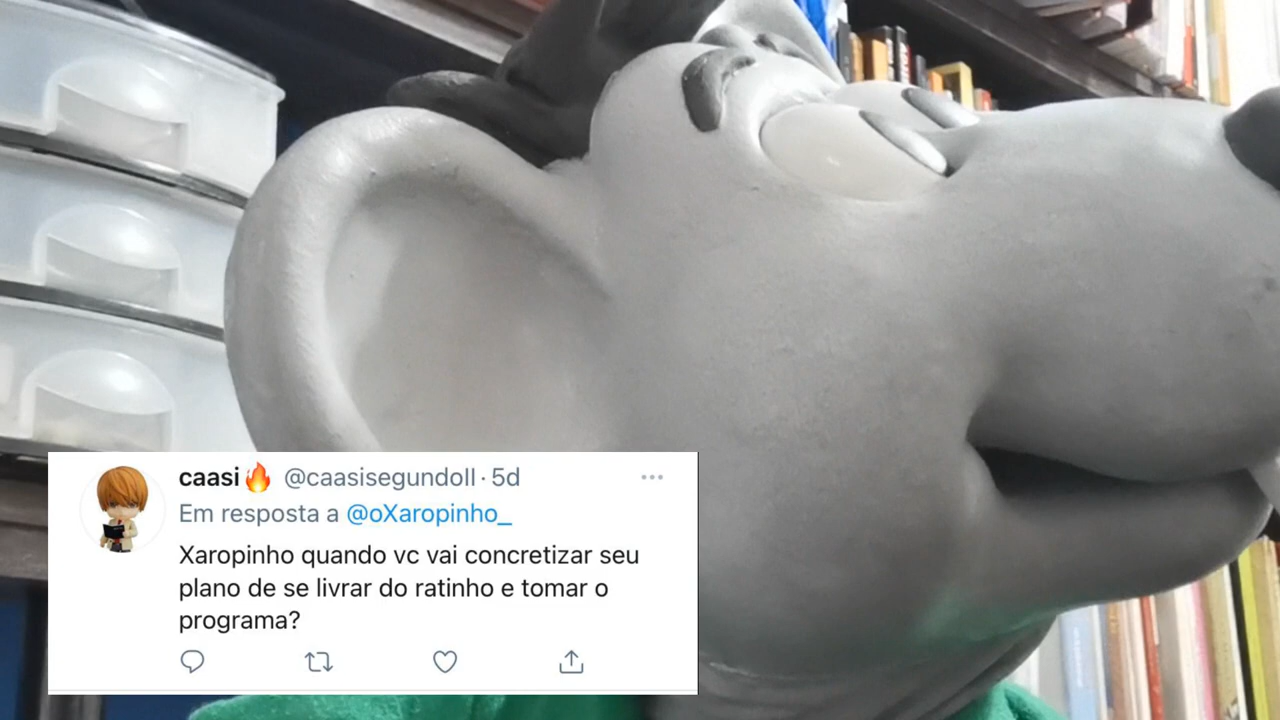 caasi🔥 @caasisegundoll · 5d
Em resposta a @oXaropinho_
Xaropinho quando vc vai concretizar seu
plano de se livrar do ratinho e tomar o
programa?